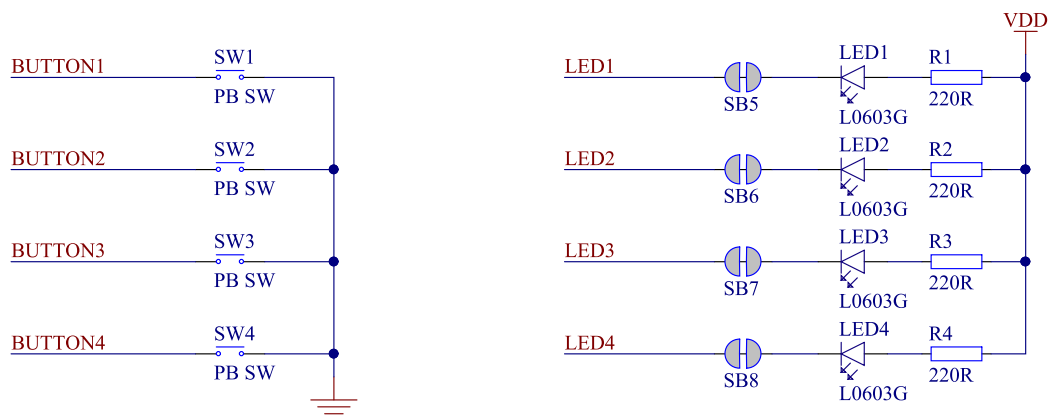 VDD
BUTTON1
SW1
PB SW
LED1
SB5
LED1
L0603G
R1
220R
BUTTON2
SW2
PB SW
LED2
SB6
LED2
L0603G
R2
220R
BUTTON3
SW3
PB SW
LED3
SB7
LED3
L0603G
R3
220R
BUTTON4
SW4
PB SW
LED4
SB8
LED4
L0603G
R4
220R